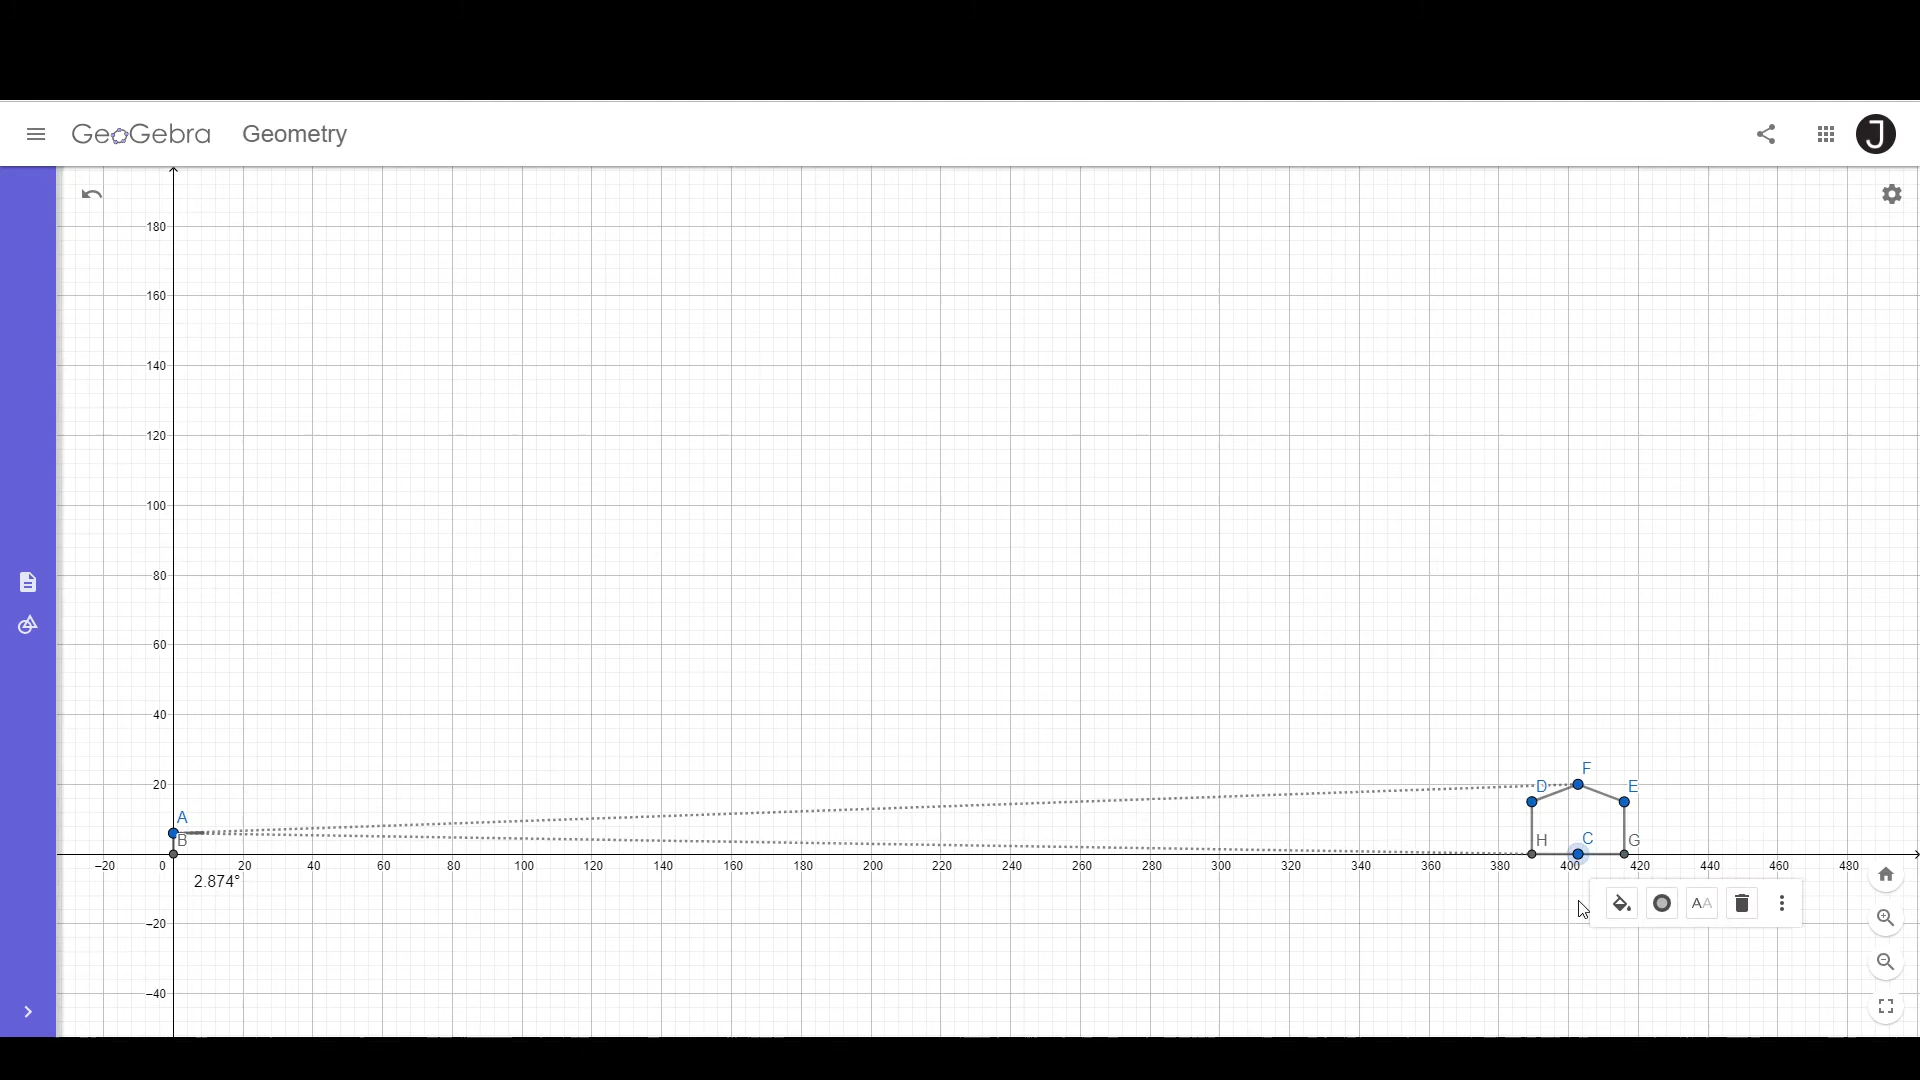 GeoGebra Geometry J
180
160
140
120
100
80
60
40
F
20 D E
A
B H C G
−20 0 20 40 60 80 100 120 140 160 180 200 220 240 260 280 300 320 340 360 380 400 420 440 460 480
2.874°
AA
−20
−40